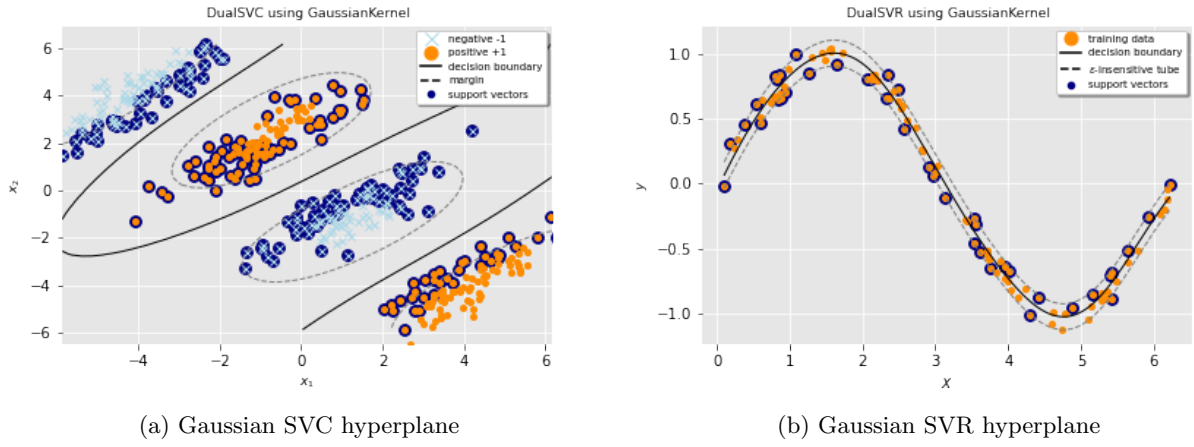 DualSVC using GaussianKernel
negative -1
positive +1
decision boundary
margin
support vectors
6
4
2
0
−2
−4
−6
x₂
−4
−2
0
2
4
6
x₁
(a) Gaussian SVC hyperplane
DualSVR using GaussianKernel
training data
decision boundary
ε-insensitive tube
support vectors
1.0
0.5
0.0
−0.5
−1.0
y
0
1
2
3
4
5
6
X
(b) Gaussian SVR hyperplane